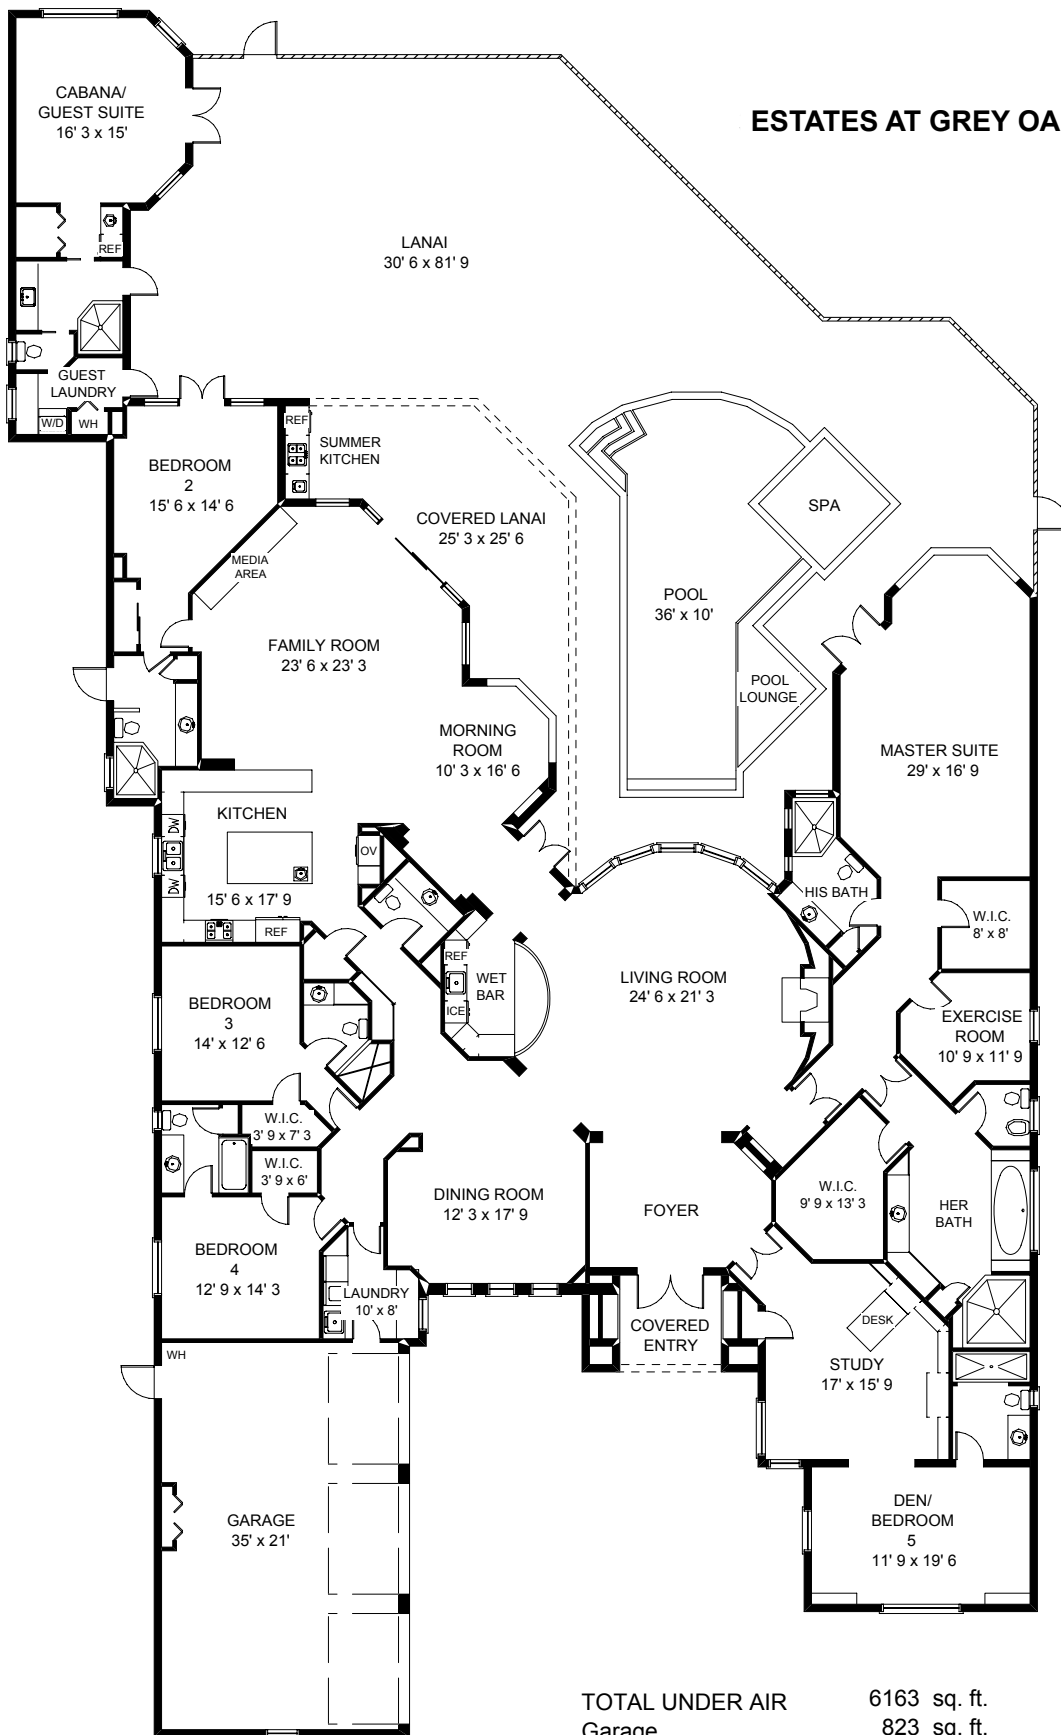 ESTATES AT GREY OA
CABANA/
GUEST SUITE
16' 3 x 15'
REF
LANAI
30' 6 x 81' 9
GUEST
LAUNDRY
W/D
WH
BEDROOM
2
15' 6 x 14' 6
REF
SUMMER
KITCHEN
COVERED LANAI
25' 3 x 25' 6
SPA
MEDIA
AREA
POOL
36' x 10'
FAMILY ROOM
23' 6 x 23' 3
POOL
LOUNGE
MORNING
ROOM
10' 3 x 16' 6
MASTER SUITE
29' x 16' 9
KITCHEN
DW
DW
15' 6 x 17' 9
REF
OV
HIS BATH
W.I.C.
8' x 8'
REF
WET
BAR
ICE
LIVING ROOM
24' 6 x 21' 3
BEDROOM
3
14' x 12' 6
EXERCISE
ROOM
10' 9 x 11' 9
W.I.C.
3' 9 x 7' 3
W.I.C.
3' 9 x 6'
DINING ROOM
12' 3 x 17' 9
FOYER
W.I.C.
9' 9 x 13' 3
HER
BATH
BEDROOM
4
12' 9 x 14' 3
LAUNDRY
10' x 8'
COVERED
ENTRY
DESK
STUDY
17' x 15' 9
WH
GARAGE
35' x 21'
DEN/
BEDROOM
5
11' 9 x 19' 6
TOTAL UNDER AIR 6163 sq. ft.
Garage 823 sq. ft.